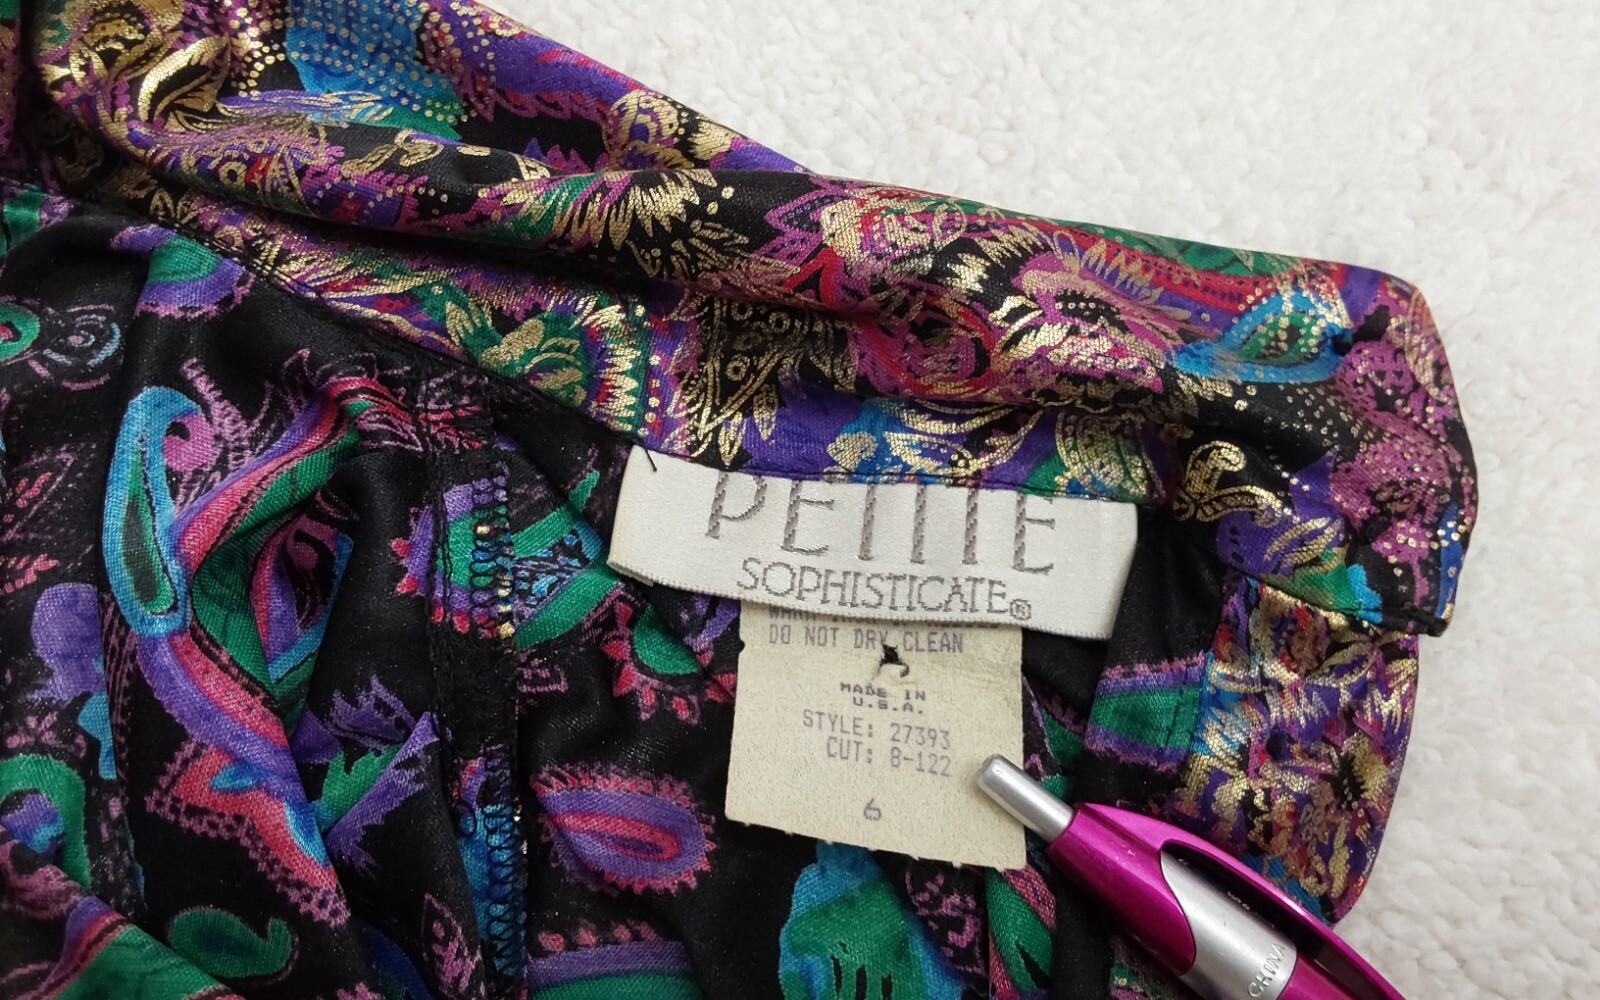 PETITE
SOPHISTICATE®
DO NOT DRY CLEAN
MADE IN
U.S.A.
STYLE: 27393
CUT: 8-122
6
CHINA